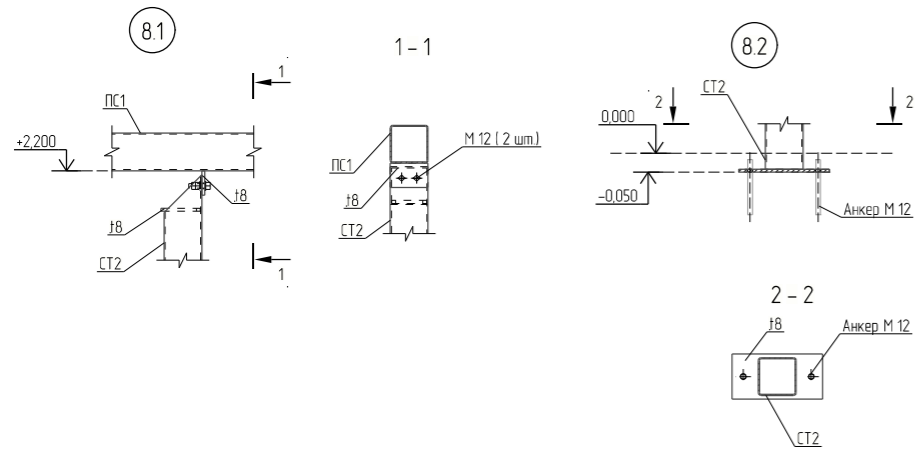 8.1
1
ПС1
+2,200
t8
t8
СТ2
1
1 - 1
ПС1
М 12 ( 2 шт.)
t8
СТ2
8.2
СТ2
2
2
0,000
-0,050
Анкер М 12
2 - 2
t8
Анкер М 12
СТ2